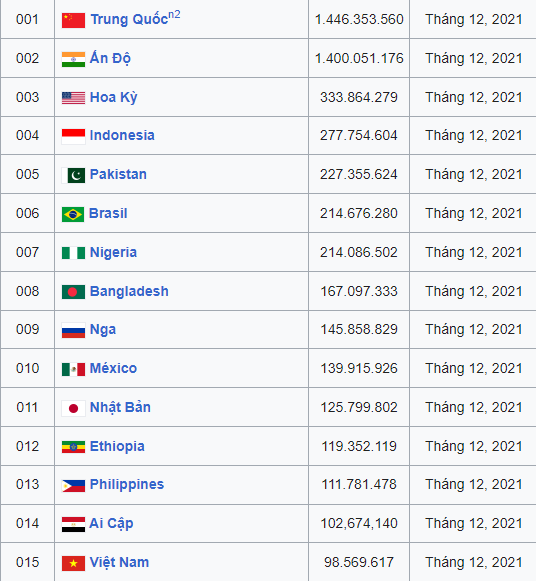 001 Trung Quốcn2 1.446.353.560 Tháng 12, 2021
002 Ấn Độ 1.400.051.176 Tháng 12, 2021
003 Hoa Kỳ 333.864.279 Tháng 12, 2021
004 Indonesia 277.754.604 Tháng 12, 2021
005 Pakistan 227.355.624 Tháng 12, 2021
006 Brasil 214.676.280 Tháng 12, 2021
007 Nigeria 214.086.502 Tháng 12, 2021
008 Bangladesh 167.097.333 Tháng 12, 2021
009 Nga 145.858.829 Tháng 12, 2021
010 México 139.915.926 Tháng 12, 2021
011 Nhật Bản 125.799.802 Tháng 12, 2021
012 Ethiopia 119.352.119 Tháng 12, 2021
013 Philippines 111.781.478 Tháng 12, 2021
014 Ai Cập 102,674,140 Tháng 12, 2021
015 Việt Nam 98.569.617 Tháng 12, 2021